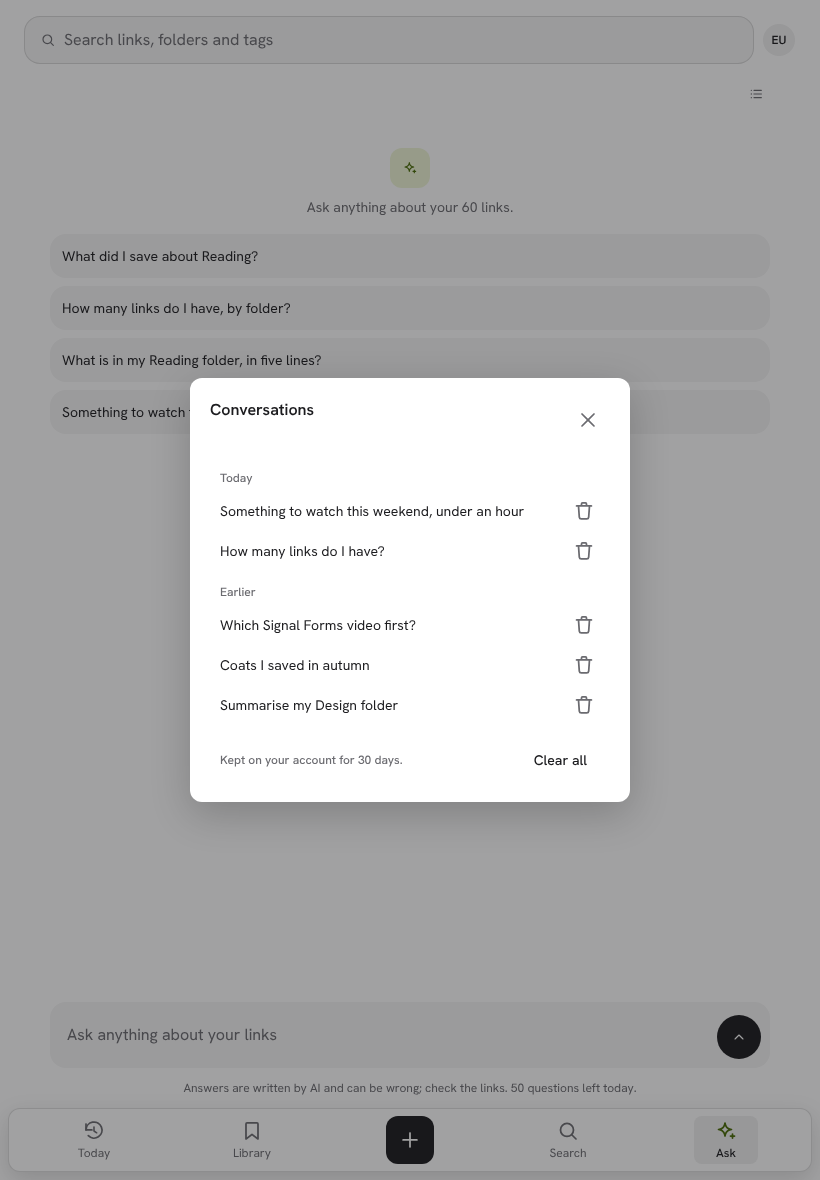 Search links, folders and tags
EU
Ask anything about your 60 links.
What did I save about Reading?
How many links do I have, by folder?
What is in my Reading folder, in five lines?
Something to watch
Conversations
Today
Something to watch this weekend, under an hour
How many links do I have?
Earlier
Which Signal Forms video first?
Coats I saved in autumn
Summarise my Design folder
Kept on your account for 30 days.
Clear all
Ask anything about your links
Answers are written by AI and can be wrong; check the links. 50 questions left today.
Today
Library
Search
Ask